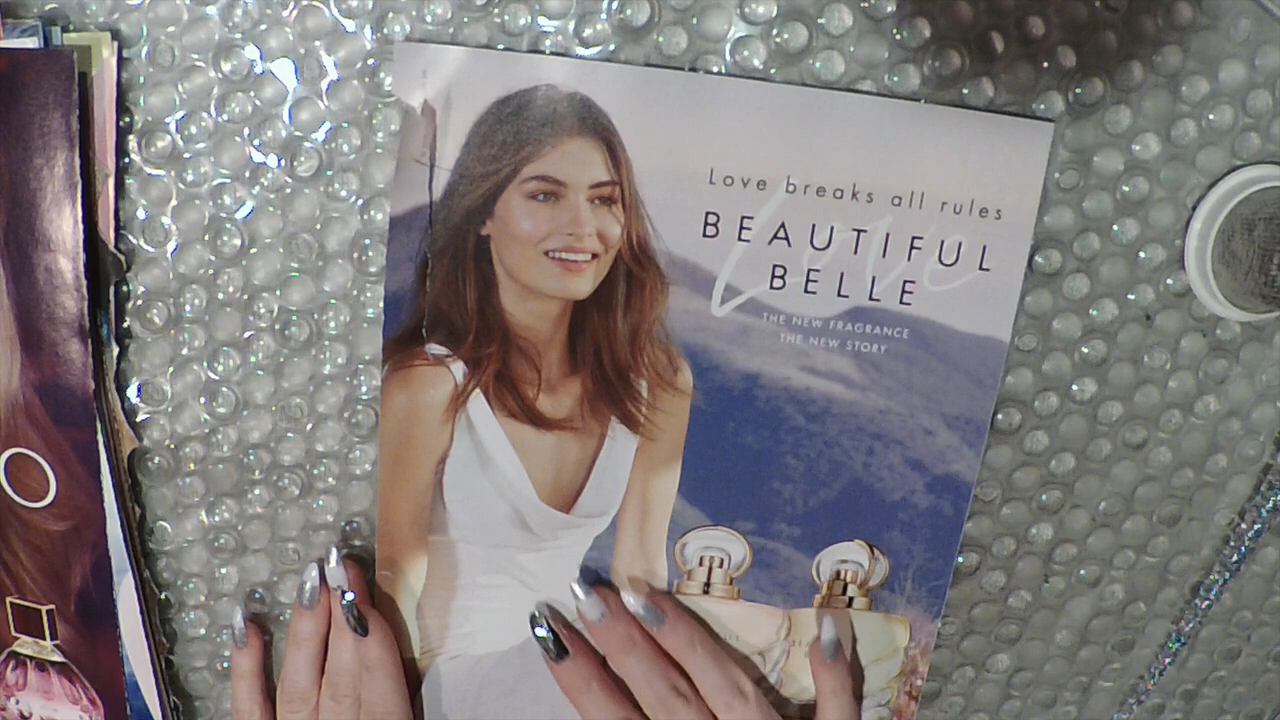 Love breaks all rules
Love
BEAUTIFUL
BELLE
THE NEW FRAGRANCE
THE NEW STORY